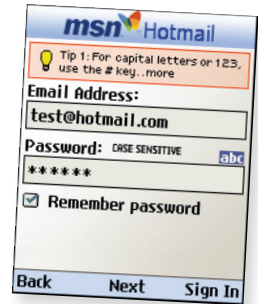 msn Hotmail
Tip 1: For capital letters or 123,
use the # key...more
Email Address:
test@hotmail.com
Password: CASE SENSITIVE abc
******
Remember password
Back Next Sign In